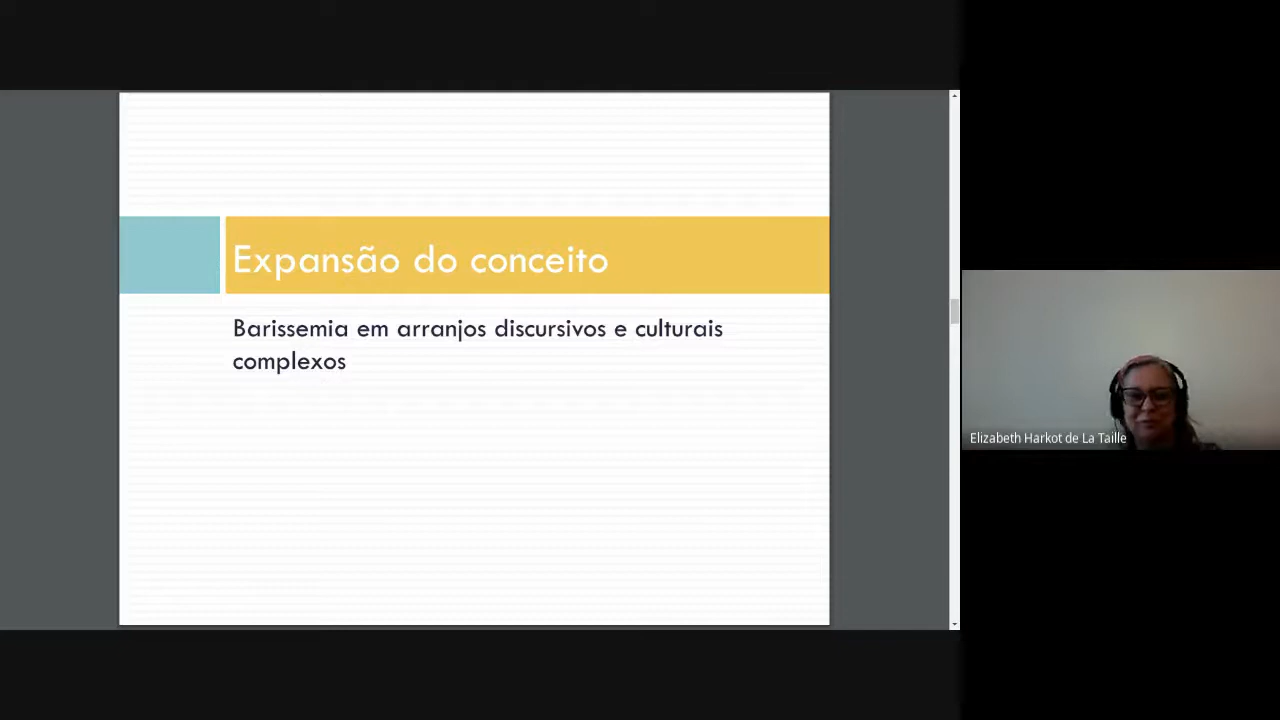 Expansão do conceito
Barissemia em arranjos discursivos e culturais
complexos
Elizabeth Harkot de La Taille